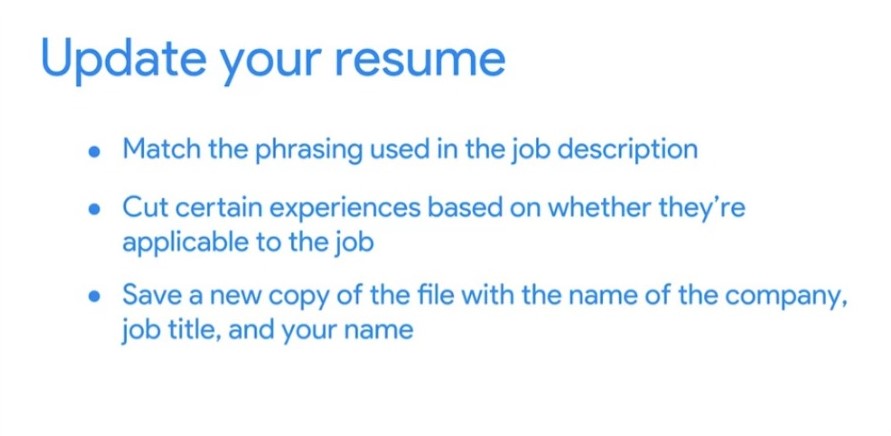 Update your resume
• Match the phrasing used in the job description
• Cut certain experiences based on whether they’re
applicable to the job
• Save a new copy of the file with the name of the company,
job title, and your name